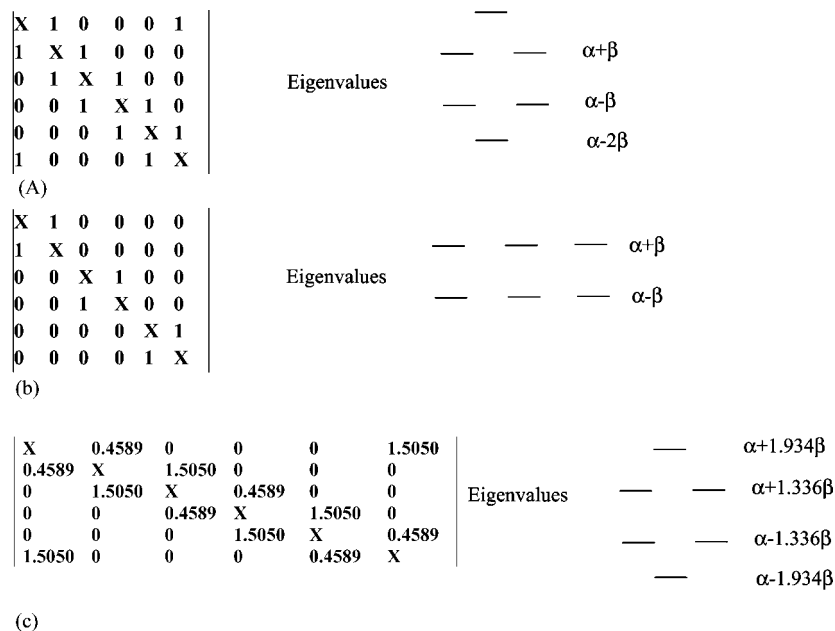 X 1 0 0 0 1
1 X 1 0 0 0
0 1 X 1 0 0
0 0 1 X 1 0
0 0 0 1 X 1
1 0 0 0 1 X
Eigenvalues
α+β
α-β
α-2β
(A)
X 1 0 0 0 0
1 X 0 0 0 0
0 0 X 1 0 0
0 0 1 X 0 0
0 0 0 0 X 1
0 0 0 0 1 X
Eigenvalues
α+β
α-β
(b)
X 0.4589 0 0 0 1.5050
0.4589 X 1.5050 0 0 0
0 1.5050 X 0.4589 0 0
0 0 0.4589 X 1.5050 0
0 0 0 1.5050 X 0.4589
1.5050 0 0 0 0.4589 X
Eigenvalues
α+1.934β
α+1.336β
α-1.336β
α-1.934β
(c)